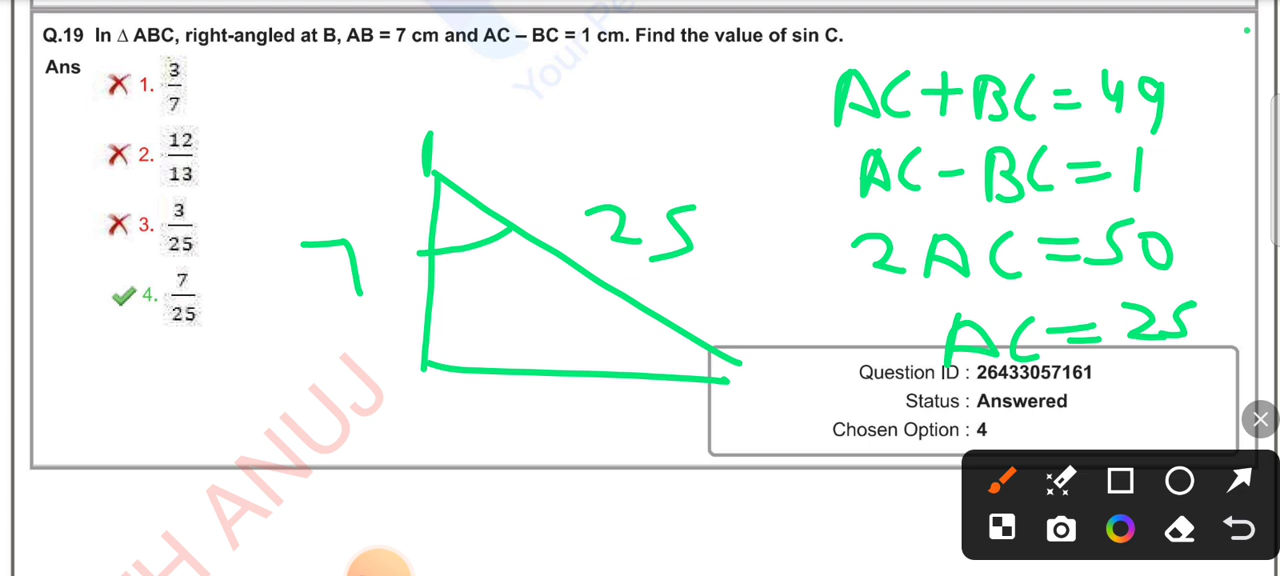 Your Pe
Q.19 In Δ ABC, right-angled at B, AB = 7 cm and AC – BC = 1 cm. Find the value of sin C.
Ans
1. 3/7
2. 12/13
3. 3/25
4. 7/25
7
25
AC+BC=49
AC-BC=1
2AC=50
AC=25
Question ID : 26433057161
Status : Answered
Chosen Option : 4
H ANUJ